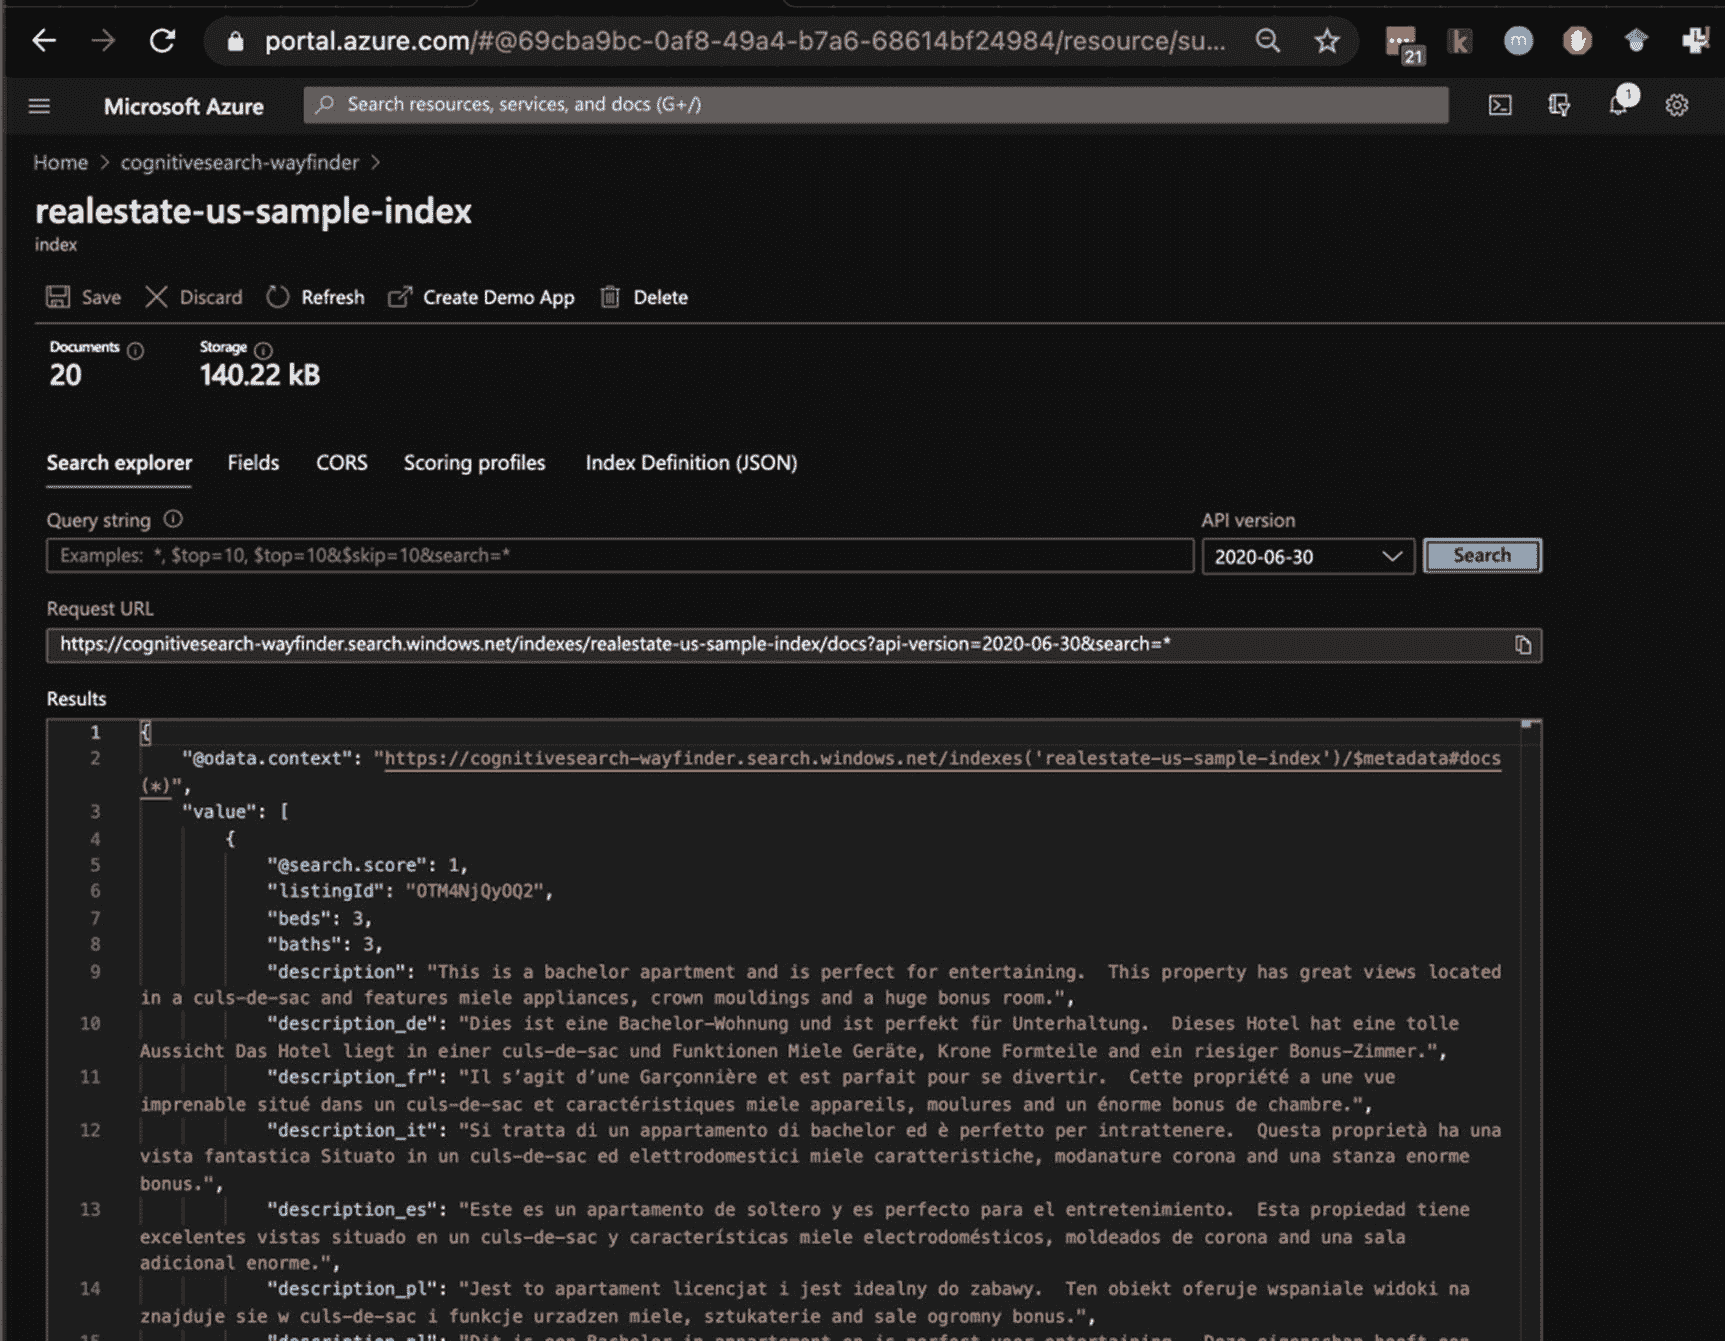 portal.azure.com/#@69cba9bc-0af8-49a4-b7a6-68614bf24984/resource/su...
21
k
m
Microsoft Azure
Search resources, services, and docs (G+/)
1
Home > cognitivesearch-wayfinder >
realestate-us-sample-index
index
Save Discard Refresh Create Demo App Delete
Documents Storage
20 140.22 kB
Search explorer Fields CORS Scoring profiles Index Definition (JSON)
Query string API version
Examples: *, $top=10, $top=10&$skip=10&search=* 2020-06-30 Search
Request URL
https://cognitivesearch-wayfinder.search.windows.net/indexes/realestate-us-sample-index/docs?api-version=2020-06-30&search=*
Results
1 {
2 "@odata.context": "https://cognitivesearch-wayfinder.search.windows.net/indexes('realestate-us-sample-index')/$metadata#docs
(*)",
3 "value": [
4 {
5 "@search.score": 1,
6 "listingId": "OTM4NjQyOQ2",
7 "beds": 3,
8 "baths": 3,
9 "description": "This is a bachelor apartment and is perfect for entertaining.  This property has great views located
in a culs-de-sac and features miele appliances, crown mouldings and a huge bonus room.",
10 "description_de": "Dies ist eine Bachelor-Wohnung und ist perfekt für Unterhaltung.  Dieses Hotel hat eine tolle
Aussicht Das Hotel liegt in einer culs-de-sac und Funktionen Miele Geräte, Krone Formteile and ein riesiger Bonus-Zimmer.",
11 "description_fr": "Il s’agit d’une Garçonnière et est parfait pour se divertir.  Cette propriété a une vue
imprenable situé dans un culs-de-sac et caractéristiques miele appareils, moulures and un énorme bonus de chambre.",
12 "description_it": "Si tratta di un appartamento di bachelor ed è perfetto per intrattenere.  Questa proprietà ha una
vista fantastica Situato in un culs-de-sac ed elettrodomestici miele caratteristiche, modanature corona and una stanza enorme
bonus.",
13 "description_es": "Este es un apartamento de soltero y es perfecto para el entretenimiento.  Esta propiedad tiene
excelentes vistas situado en un culs-de-sac y características miele electrodomésticos, moldeados de corona and una sala
adicional enorme.",
14 "description_pl": "Jest to apartament licencjat i jest idealny do zabawy.  Ten obiekt oferuje wspaniale widoki na
znajduje sie w culs-de-sac i funkcje urzadzen miele, sztukaterie and sale ogromny bonus.",